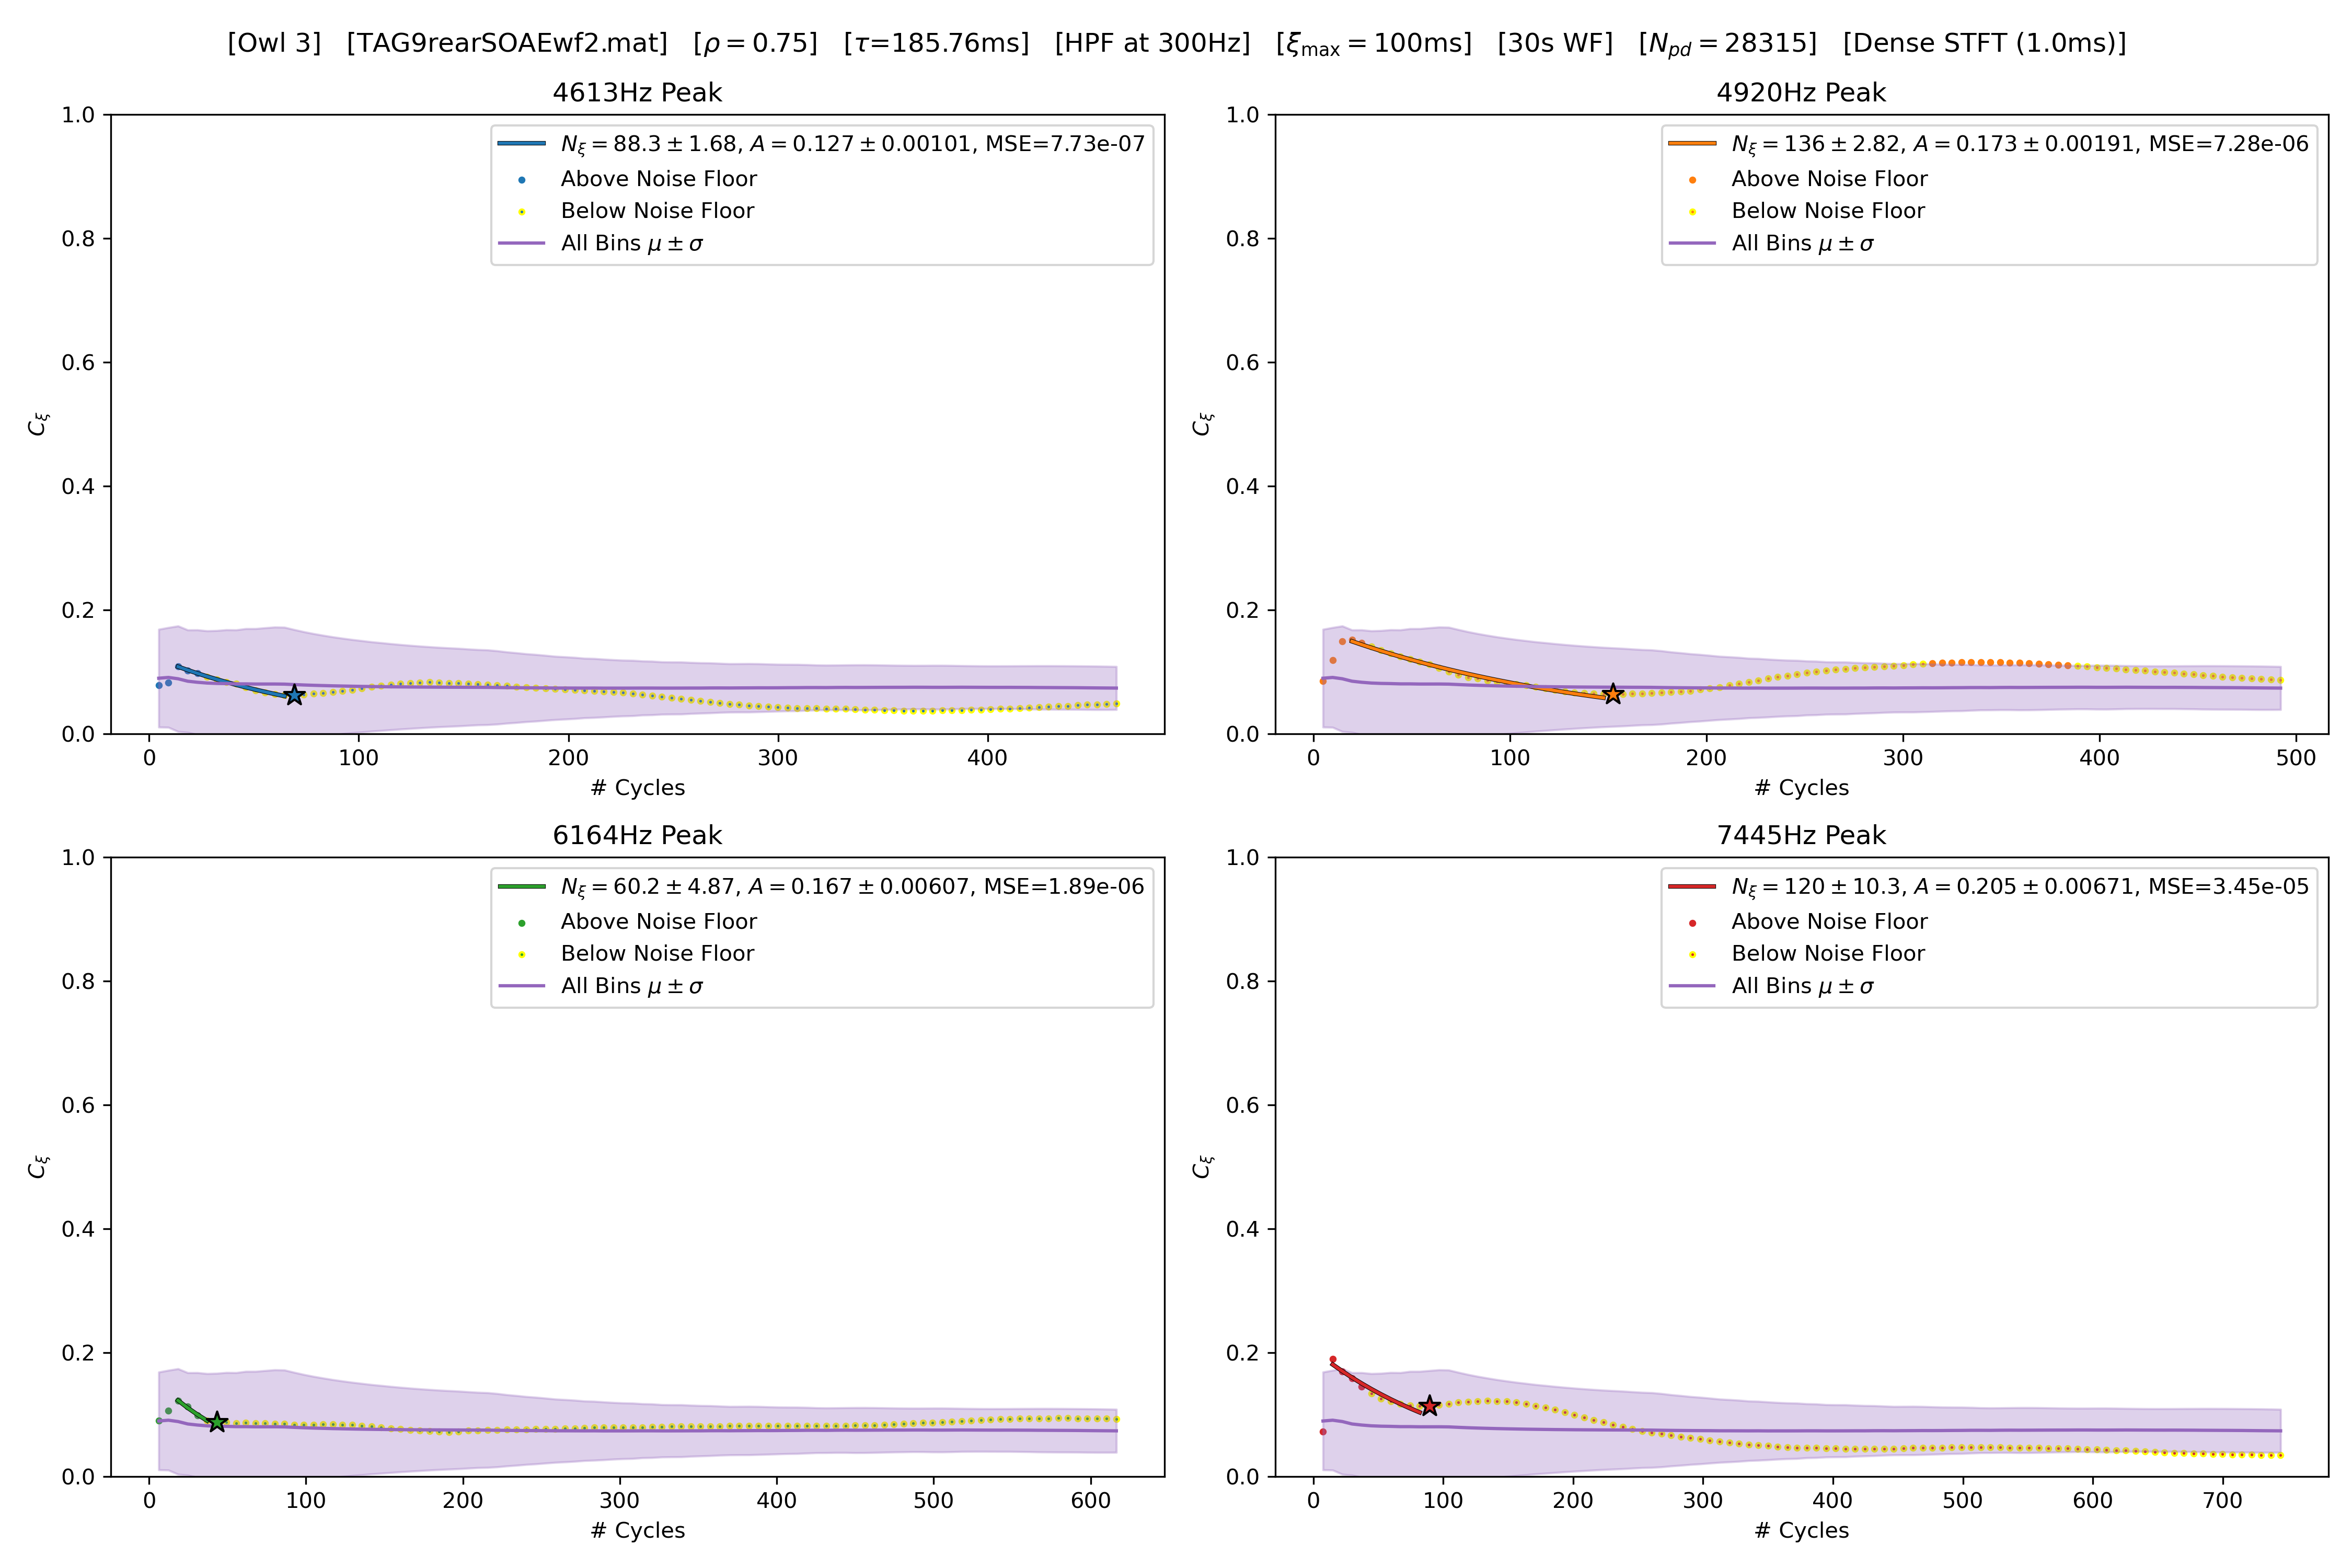 [Owl 3] [TAG9rearSOAEwf2.mat] [ρ = 0.75] [τ=185.76ms] [HPF at 300Hz] [ξmax = 100ms] [30s WF] [Npd = 28315] [Dense STFT (1.0ms)]
4613Hz Peak
1.0
0.8
0.6
0.4
0.2
0.0
Cξ
Nξ = 88.3 ± 1.68, A = 0.127 ± 0.00101, MSE=7.73e-07
Above Noise Floor
Below Noise Floor
All Bins μ ± σ
0 100 200 300 400
# Cycles
4920Hz Peak
1.0
0.8
0.6
0.4
0.2
0.0
Cξ
Nξ = 136 ± 2.82, A = 0.173 ± 0.00191, MSE=7.28e-06
Above Noise Floor
Below Noise Floor
All Bins μ ± σ
0 100 200 300 400 500
# Cycles
6164Hz Peak
1.0
0.8
0.6
0.4
0.2
0.0
Cξ
Nξ = 60.2 ± 4.87, A = 0.167 ± 0.00607, MSE=1.89e-06
Above Noise Floor
Below Noise Floor
All Bins μ ± σ
0 100 200 300 400 500 600
# Cycles
7445Hz Peak
1.0
0.8
0.6
0.4
0.2
0.0
Cξ
Nξ = 120 ± 10.3, A = 0.205 ± 0.00671, MSE=3.45e-05
Above Noise Floor
Below Noise Floor
All Bins μ ± σ
0 100 200 300 400 500 600 700
# Cycles